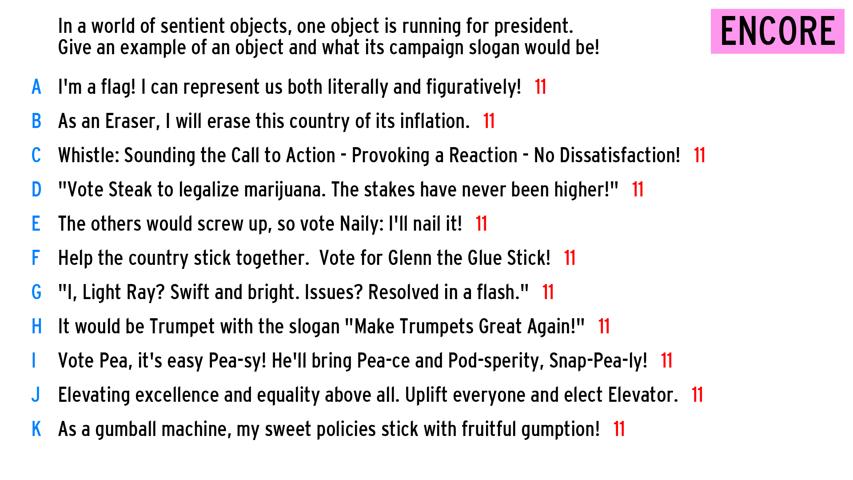 In a world of sentient objects, one object is running for president.
Give an example of an object and what its campaign slogan would be!
ENCORE
A I'm a flag! I can represent us both literally and figuratively! 11
B As an Eraser, I will erase this country of its inflation. 11
C Whistle: Sounding the Call to Action - Provoking a Reaction - No Dissatisfaction! 11
D "Vote Steak to legalize marijuana. The stakes have never been higher!" 11
E The others would screw up, so vote Naily: I'll nail it! 11
F Help the country stick together. Vote for Glenn the Glue Stick! 11
G "I, Light Ray? Swift and bright. Issues? Resolved in a flash." 11
H It would be Trumpet with the slogan "Make Trumpets Great Again!" 11
I Vote Pea, it's easy Pea-sy! He'll bring Pea-ce and Pod-sperity, Snap-Pea-ly! 11
J Elevating excellence and equality above all. Uplift everyone and elect Elevator. 11
K As a gumball machine, my sweet policies stick with fruitful gumption! 11